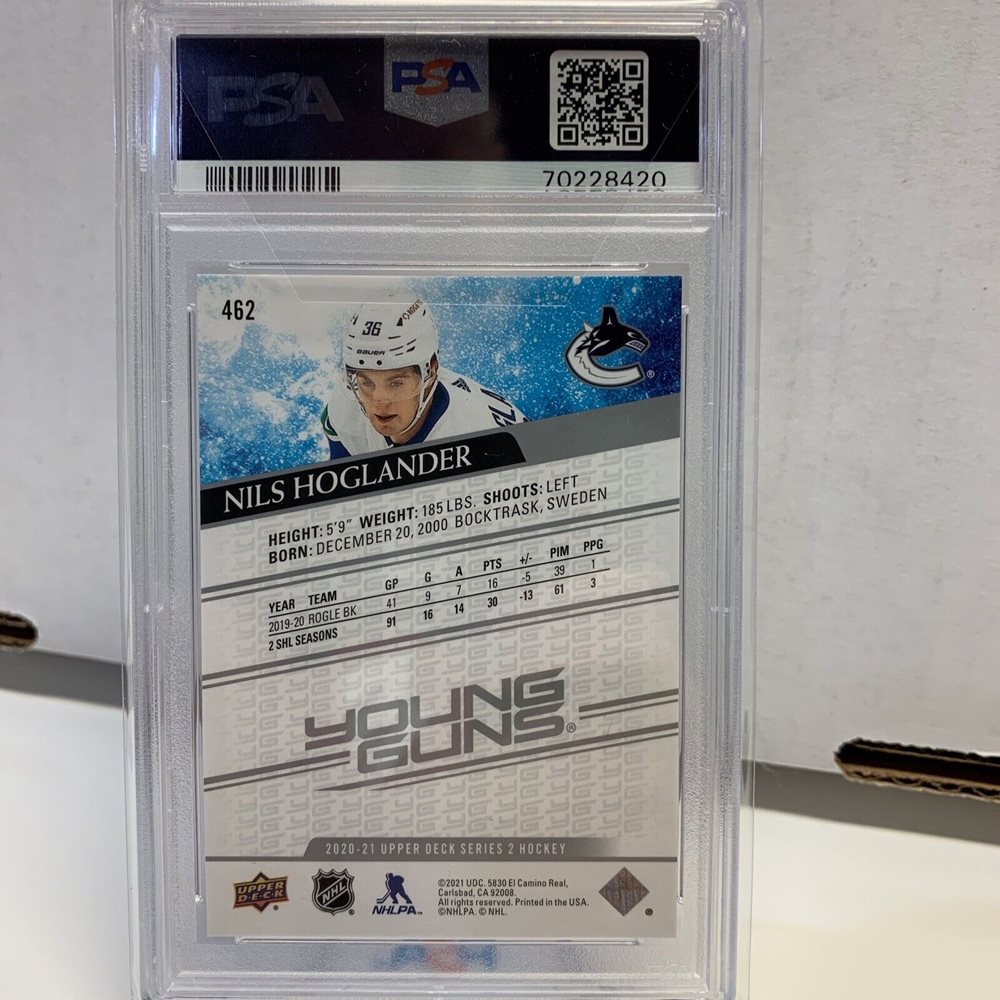 PSA
PSA
70228420
462
36
BAUER
NILS HOGLANDER
HEIGHT: 5'9" WEIGHT: 185 LBS. SHOOTS: LEFT
BORN: DECEMBER 20, 2000 BOCKTRASK, SWEDEN
YEAR TEAM GP G A PTS +/- PIM PPG
2019-20 ROGLE BK 41 9 7 16 -5 39 1
2 SHL SEASONS 91 16 14 30 -13 61 3
YOUNG
GUNS®
2020-21 UPPER DECK SERIES 2 HOCKEY
UPPER
D·E·C·K
NHL
NHLPA
©2021 UDC. 5830 El Camino Real,
Carlsbad, CA 92008.
All rights reserved. Printed in the USA.
©NHLPA. © NHL.